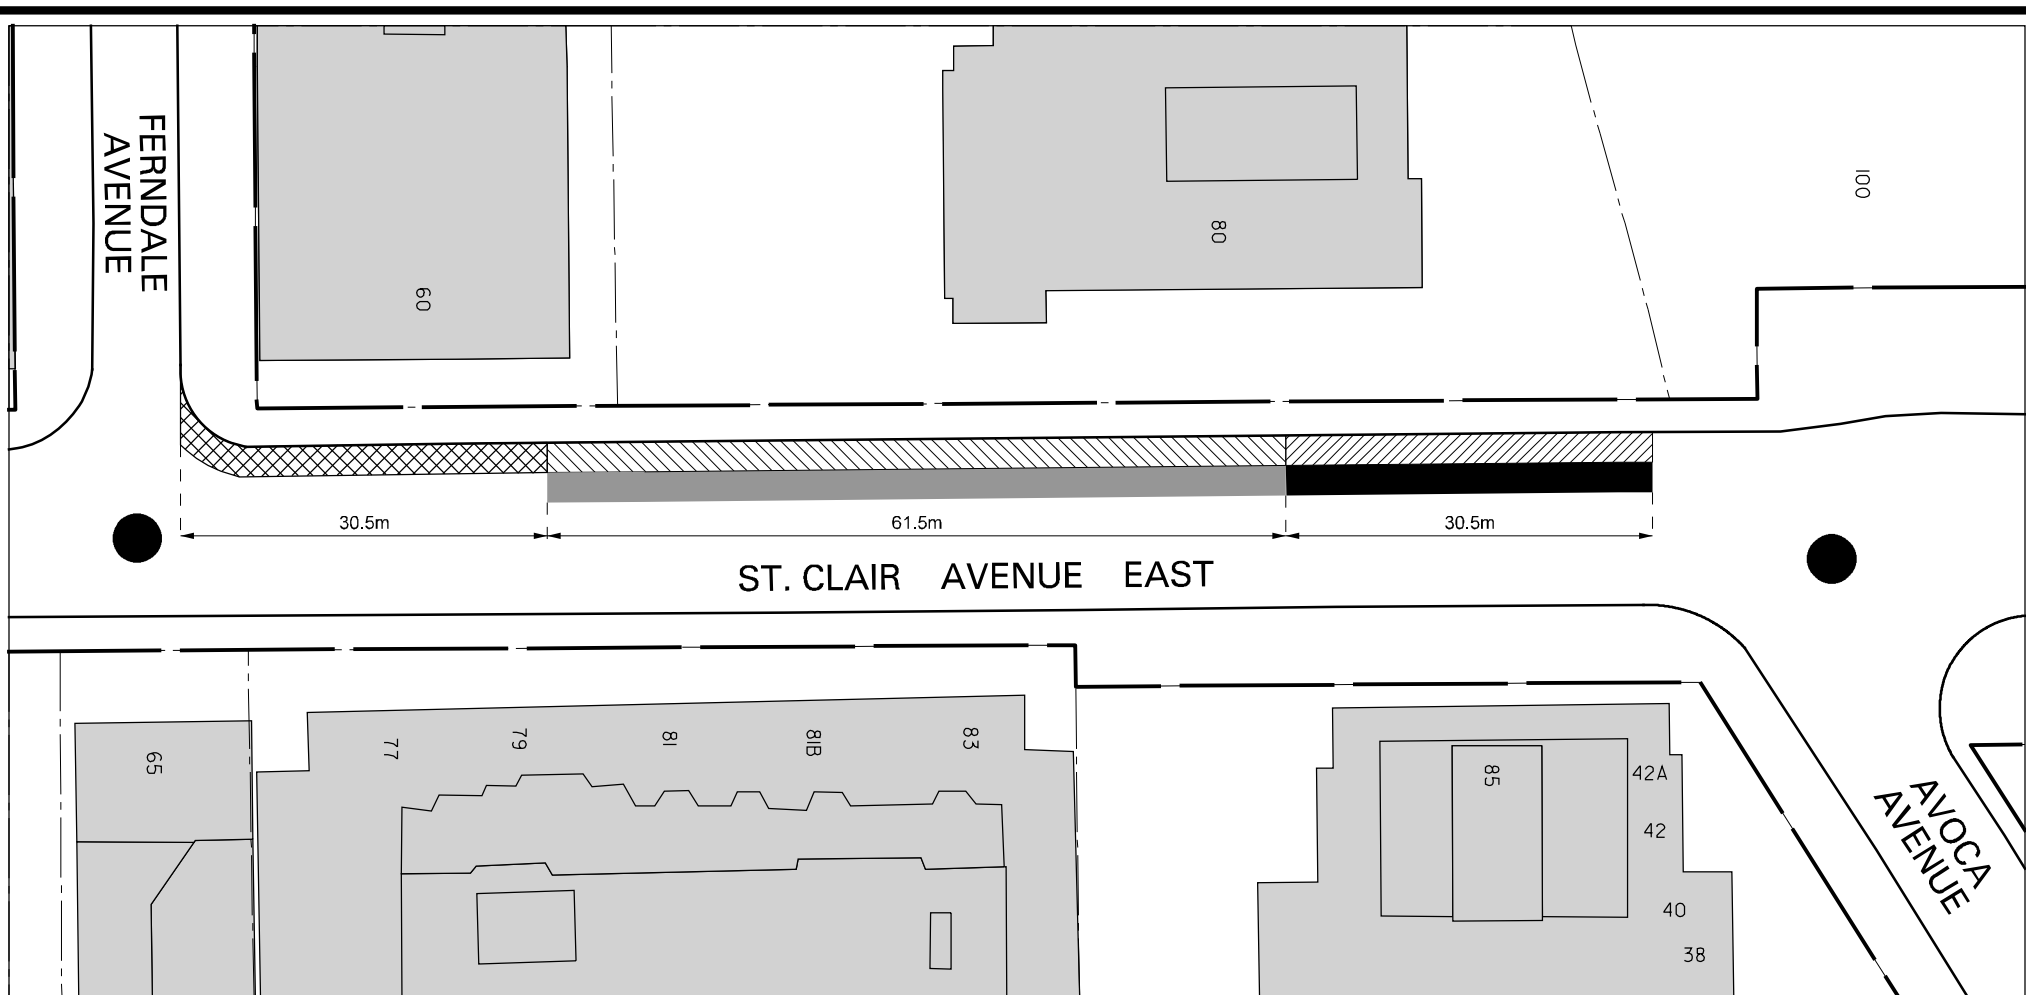 FERNDALE
AVENUE
60
80
100
30.5m
61.5m
30.5m
ST. CLAIR AVENUE EAST
65
77
79
81
81B
83
85
42A
42
40
38
AVOCA
AVENUE